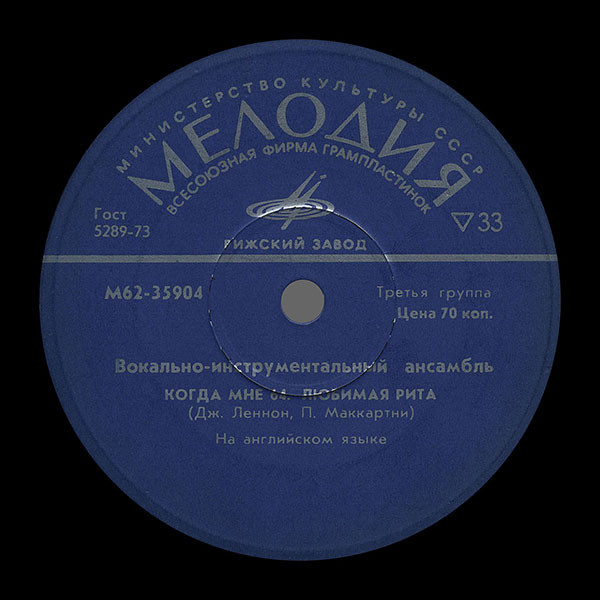 МИНИСТЕРСТВО КУЛЬТУРЫ СССР
МЕЛОДИЯ
ВСЕСОЮЗНАЯ ФИРМА ГРАМПЛАСТИНОК
Гост
5289-73
▽33
РИЖСКИЙ ЗАВОД
М62-35904
Третья группа
Цена 70 коп.
Вокально-инструментальный ансамбль
КОГДА МНЕ 64. ЛЮБИМАЯ РИТА
(Дж. Леннон, П. Маккартни)
На английском языке